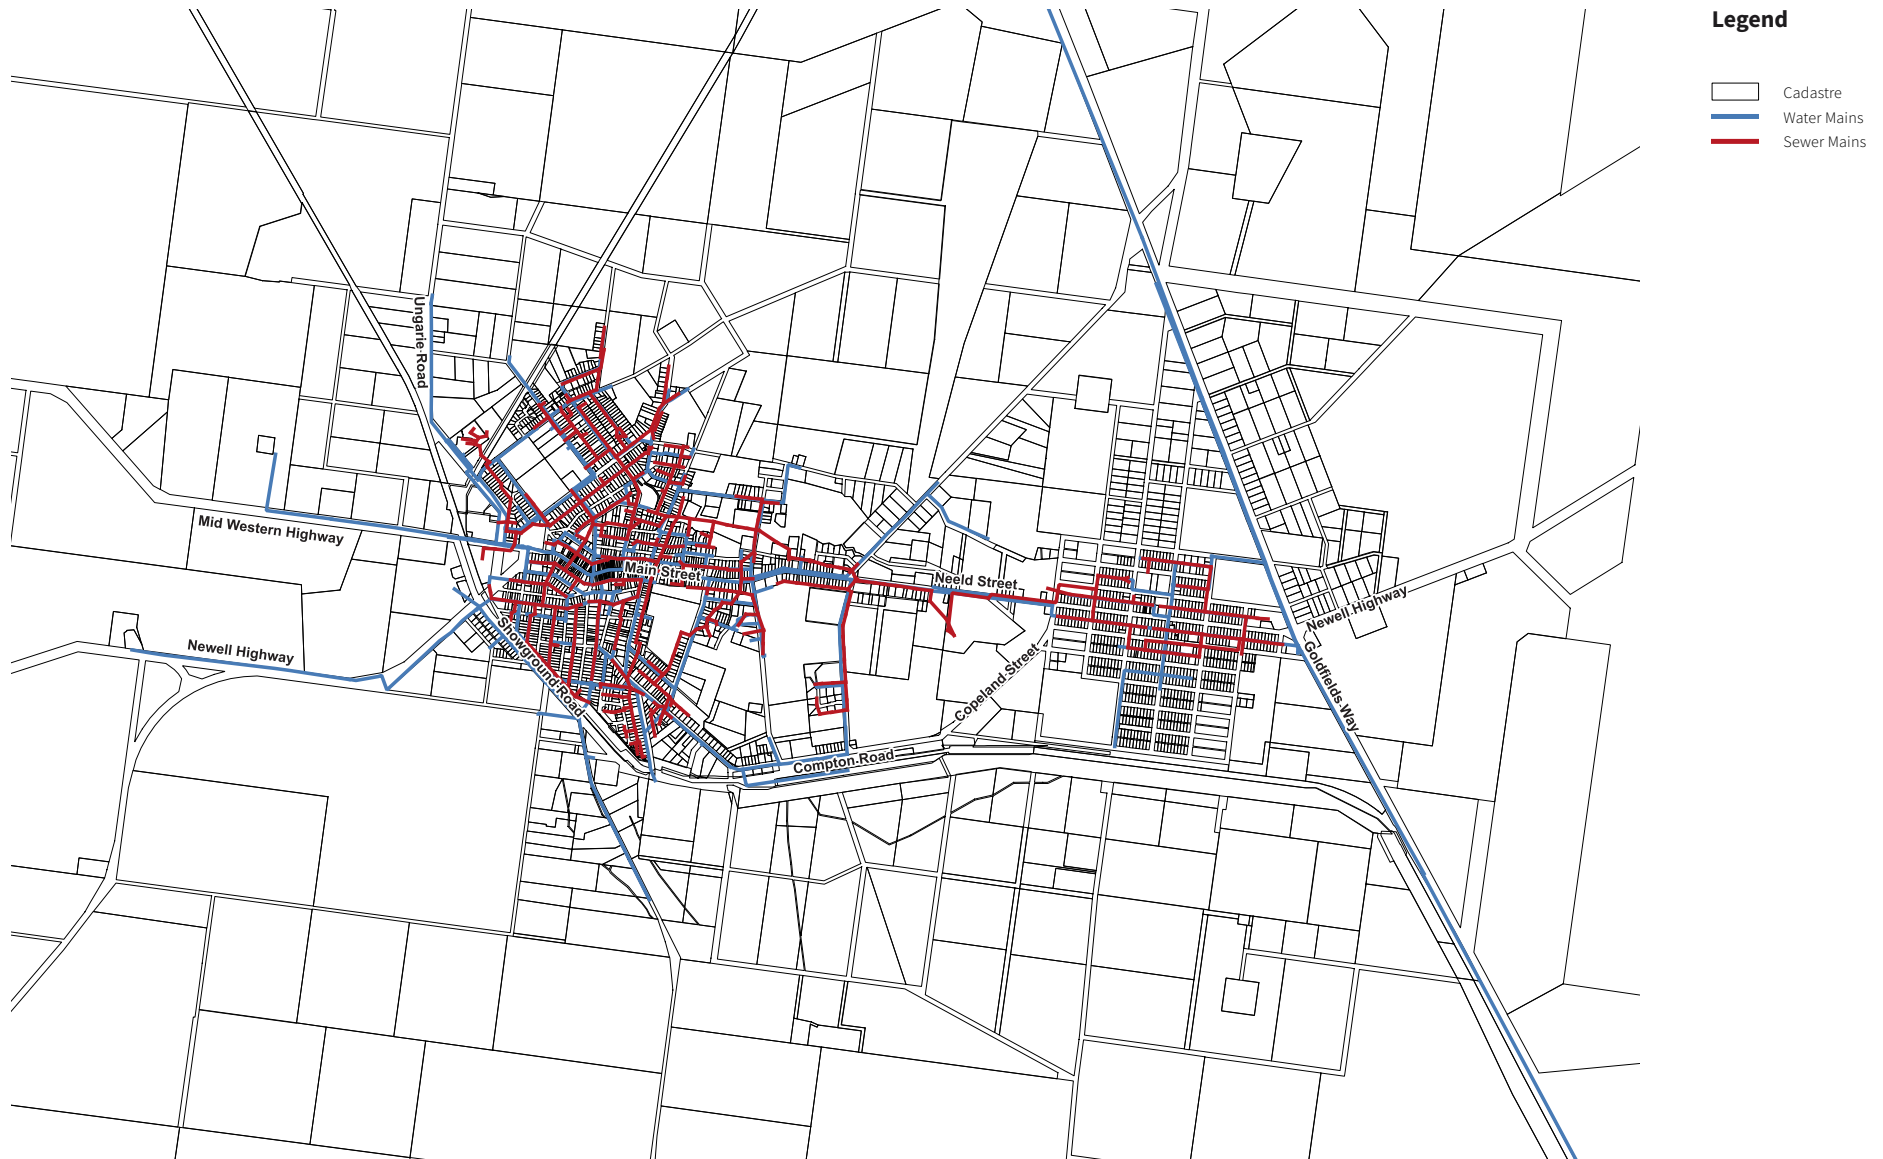 Legend
Cadastre
Water Mains
Sewer Mains
Ungarie Road
Mid Western Highway
Main Street
Neeld Street
Newell Highway
Newell Highway
Showground Road
Copeland Street
Goldfields Way
Compton Road